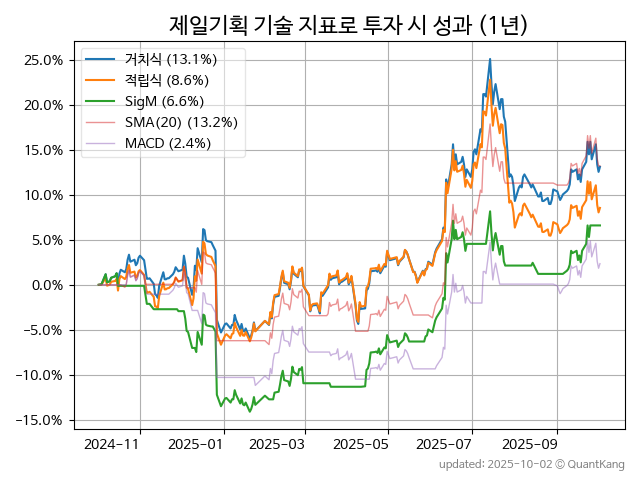 제일기획 기술 지표로 투자 시 성과 (1년)
거치식 (13.1%)
적립식 (8.6%)
SigM (6.6%)
SMA(20) (13.2%)
MACD (2.4%)
25.0%
20.0%
15.0%
10.0%
5.0%
0.0%
−5.0%
−10.0%
−15.0%
2024-11 2025-01 2025-03 2025-05 2025-07 2025-09
updated: 2025-10-02 © QuantKang